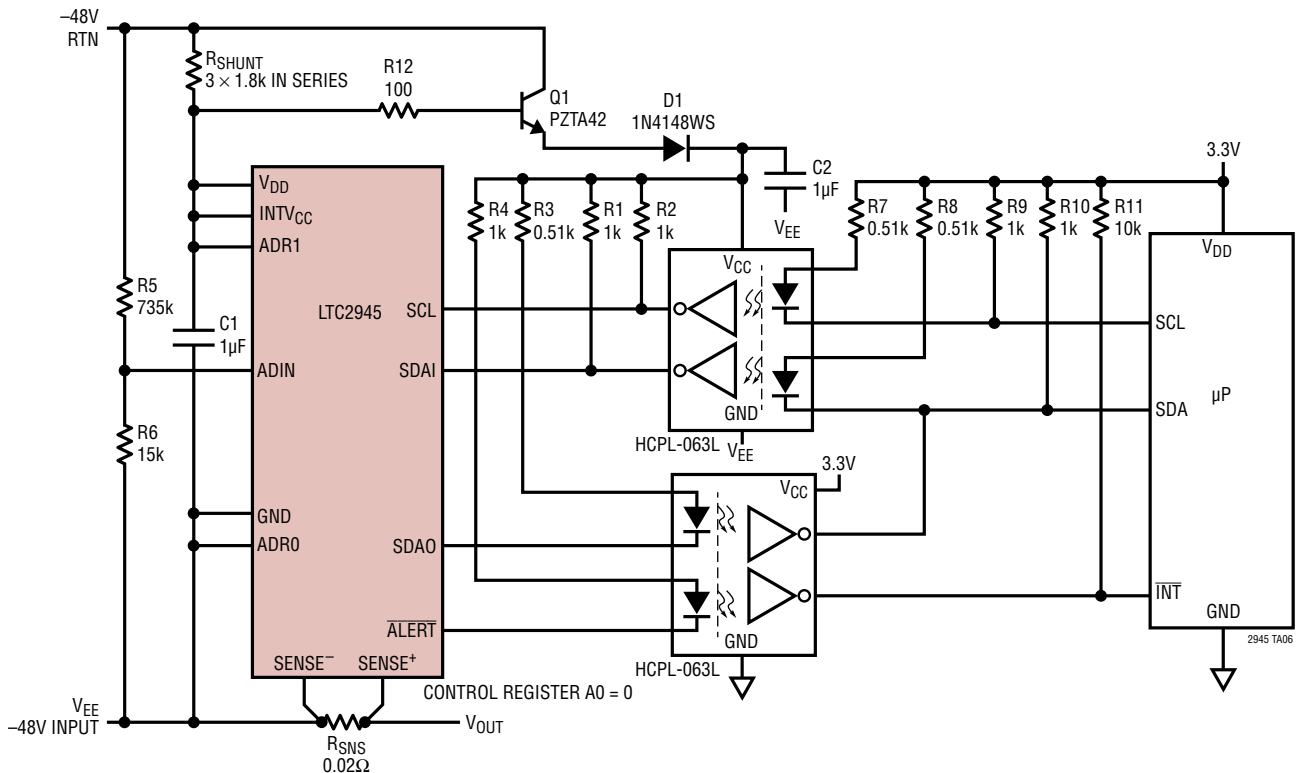 –48V
RTN
RSHUNT
3 × 1.8k IN SERIES
R12
100
Q1
PZTA42
D1
1N4148WS
C2
1µF
VEE
3.3V
VDD
INTVCC
ADR1
R4
1k
R3
0.51k
R1
1k
R2
1k
R7
0.51k
R8
0.51k
R9
1k
R10
1k
R11
10k
VCC
VDD
R5
735k
C1
1µF
LTC2945
SCL
SCL
ADIN
SDAI
GND
SDA
µP
R6
15k
HCPL-063L
VEE
3.3V
VCC
GND
ADR0
SDAO
ALERT
INT
GND
GND
2945 TA06
HCPL-063L
SENSE–
SENSE+
CONTROL REGISTER A0 = 0
VEE
–48V INPUT
VOUT
RSNS
0.02Ω